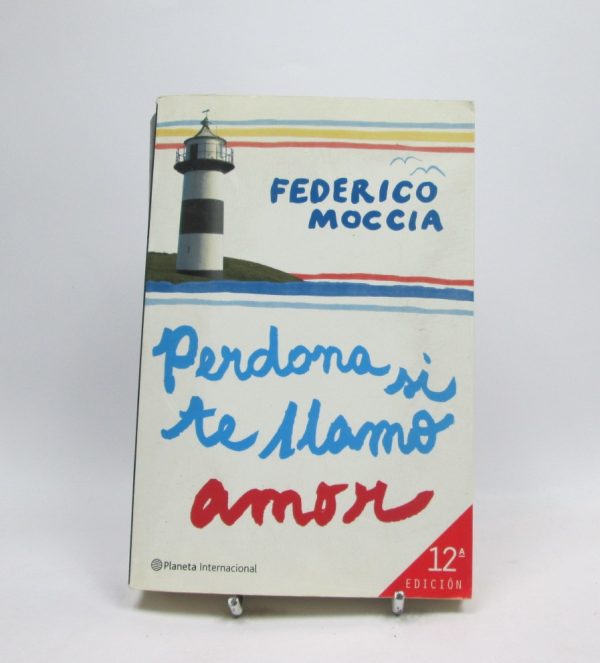 FEDERICO
MOCCIA
Perdona si
te llamo
amor
Planeta Internacional
12ª
EDICIÓN